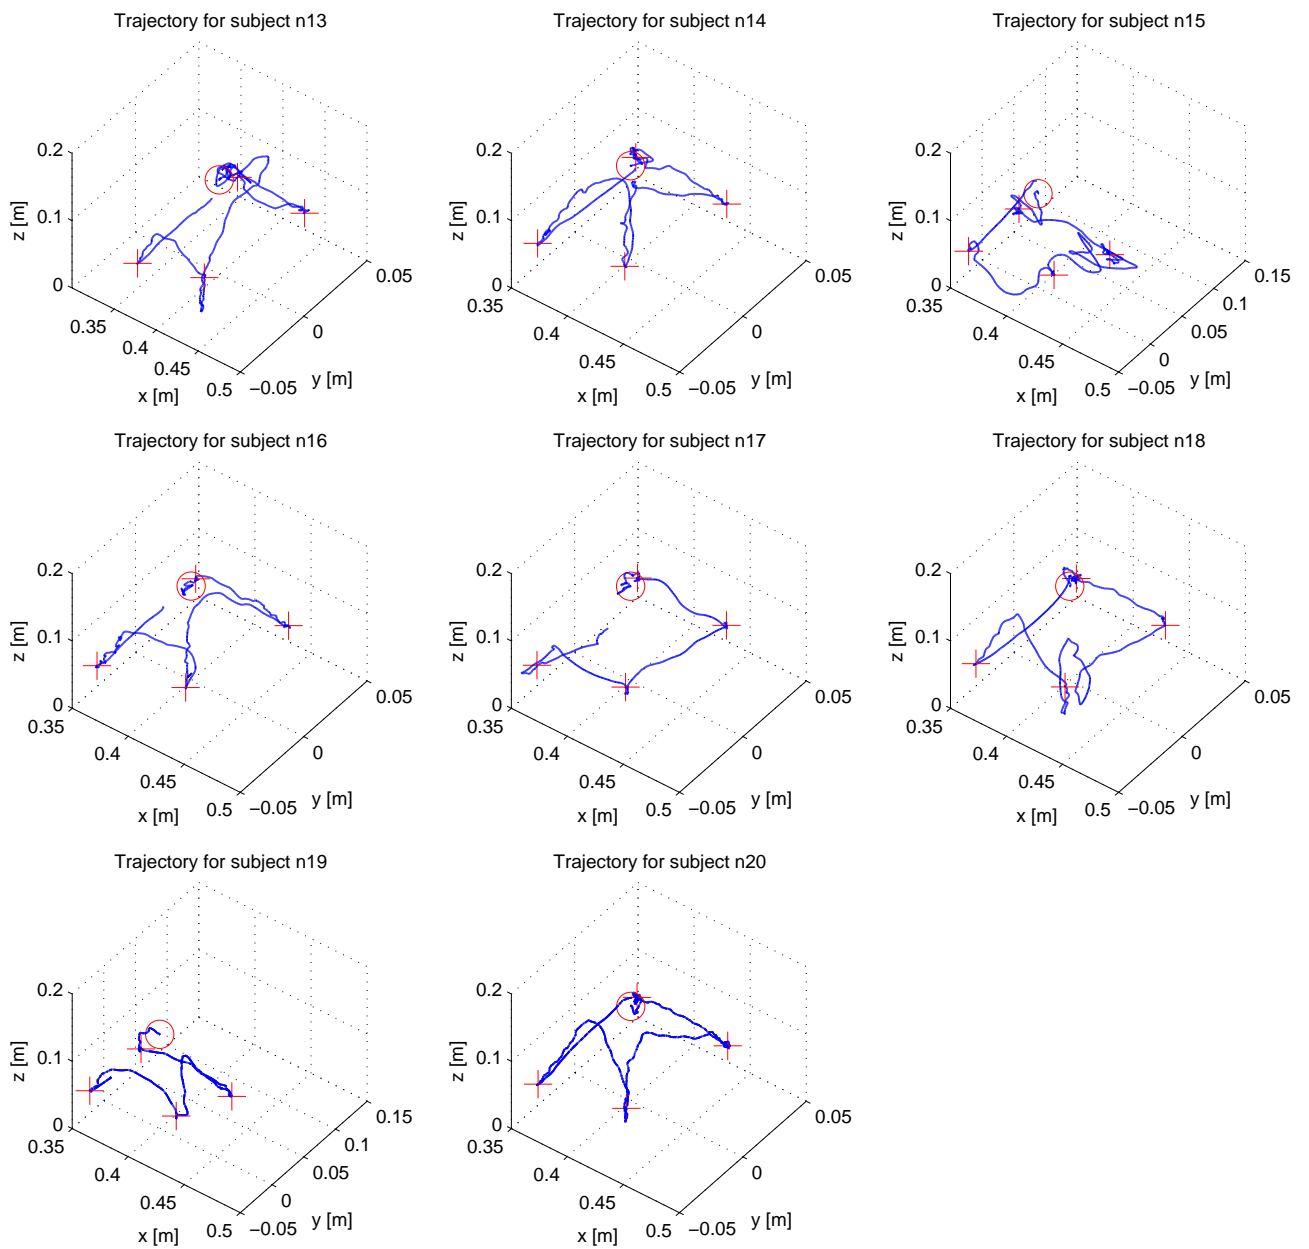 Trajectory for subject n13
0.2
0.1
0
z [m]
0.35
0.4
0.45
0.5
x [m]
−0.05
0
0.05
y [m]
Trajectory for subject n14
0.2
0.1
0
z [m]
0.35
0.4
0.45
0.5
x [m]
−0.05
0
0.05
y [m]
Trajectory for subject n15
0.2
0.1
0
z [m]
0.35
0.4
0.45
0.5
x [m]
−0.05
0
0.05
0.1
0.15
y [m]
Trajectory for subject n16
0.2
0.1
0
z [m]
0.35
0.4
0.45
0.5
x [m]
−0.05
0
0.05
y [m]
Trajectory for subject n17
0.2
0.1
0
z [m]
0.35
0.4
0.45
0.5
x [m]
−0.05
0
0.05
y [m]
Trajectory for subject n18
0.2
0.1
0
z [m]
0.35
0.4
0.45
0.5
x [m]
−0.05
0
0.05
y [m]
Trajectory for subject n19
0.2
0.1
0
z [m]
0.35
0.4
0.45
0.5
x [m]
−0.05
0
0.05
0.1
0.15
y [m]
Trajectory for subject n20
0.2
0.1
0
z [m]
0.35
0.4
0.45
0.5
x [m]
−0.05
0
0.05
y [m]